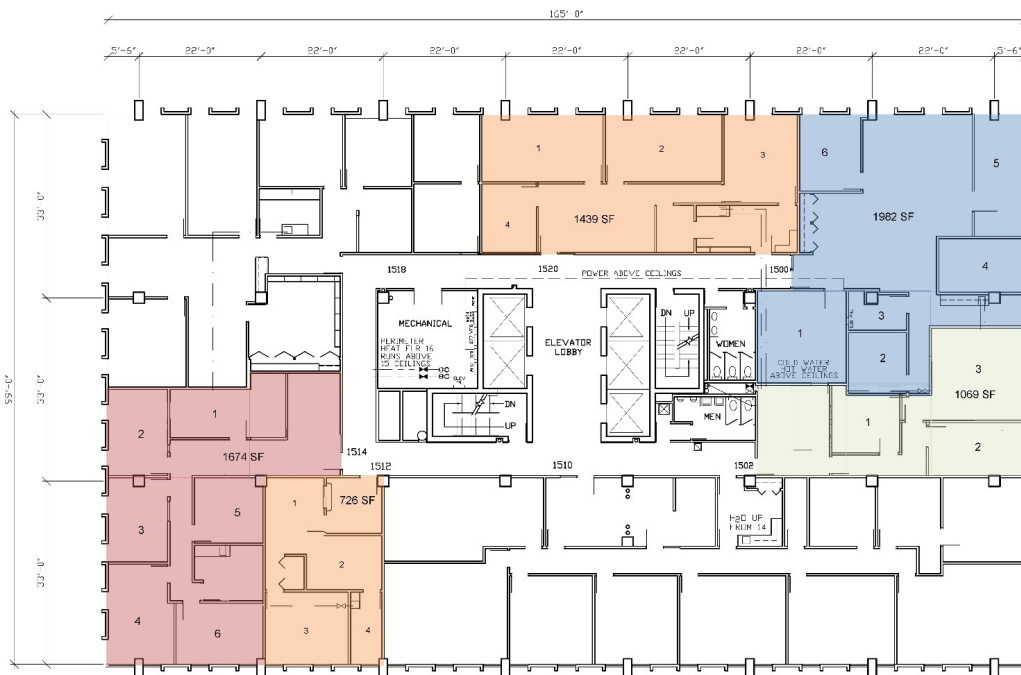 165' 0"
5'-6" 22'-0" 22'-0" 22'-0" 22'-0" 22'-0" 22'-0" 22'-0" 5'-6"
33' 0"
33' 0"
33' 0"
1
2
3
4
1439 SF
6
5
1982 SF
4
1518
1520
1500
POWER ABOVE CEILINGS
MECHANICAL
PERIMETER
HEAT FLR 16
RUNS ABOVE
15 CEILINGS
ELEVATOR
LOBBY
DN UP
WOMEN
1
3
2
COLD WATER
HOT WATER
ABOVE CEILINGS
3
1069 SF
1
2
MEN
DN
UP
1
2
1674 SF
1514
1512
1510
1502
3
5
4
6
1
726 SF
2
3
4
H2O UP
FROM 14